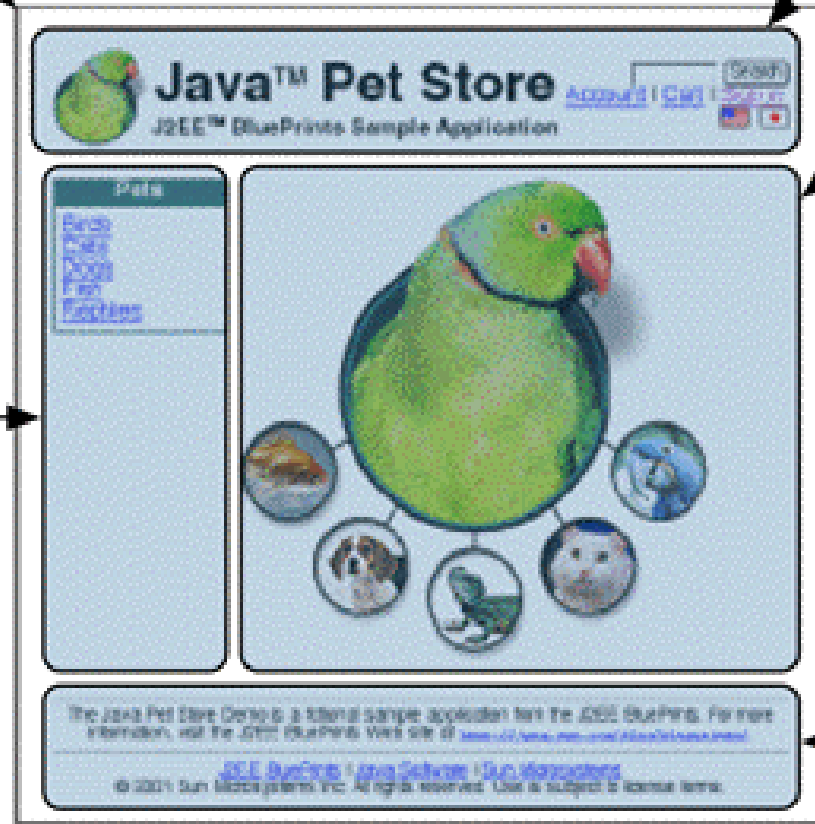 Java™ Pet Store
Search
Account | Cart |
J2EE™ BluePrints Sample Application
Pets
Birds
Cats
Dogs
Fish
Reptiles
The Java Pet Store Demo is a fictional sample application from the J2EE BluePrints. For more
information, visit the J2EE BluePrints Web site at
J2EE BluePrints | Java Software | Sun Microsystems
© 2001 Sun Microsystems Inc. All rights reserved. Use is subject to license terms.